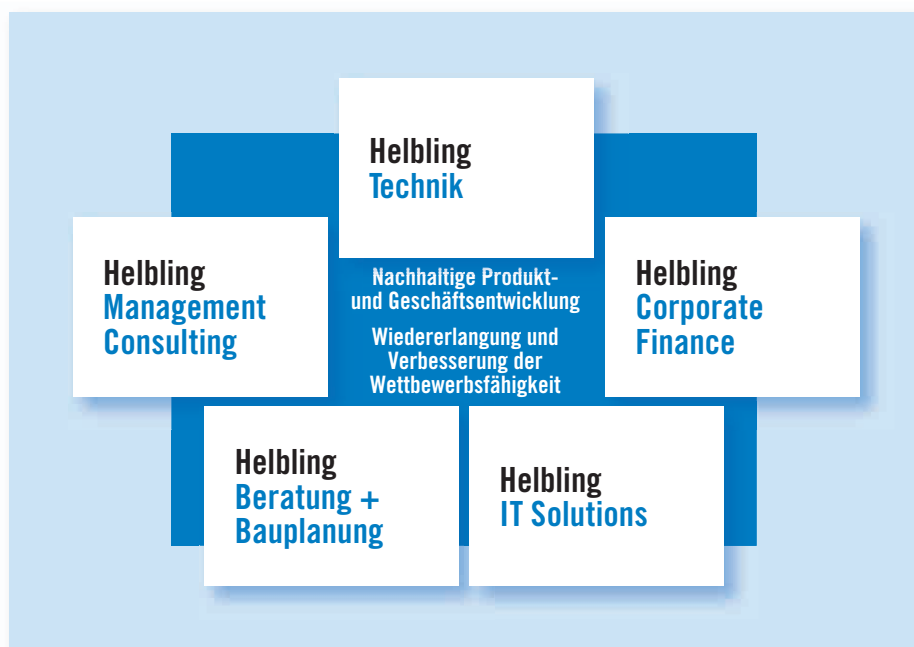 Helbling
Technik
Helbling
Management
Consulting
Nachhaltige Produkt-
und Geschäftsentwicklung
Wiedererlangung und
Verbesserung der
Wettbewerbsfähigkeit
Helbling
Corporate
Finance
Helbling
Beratung +
Bauplanung
Helbling
IT Solutions